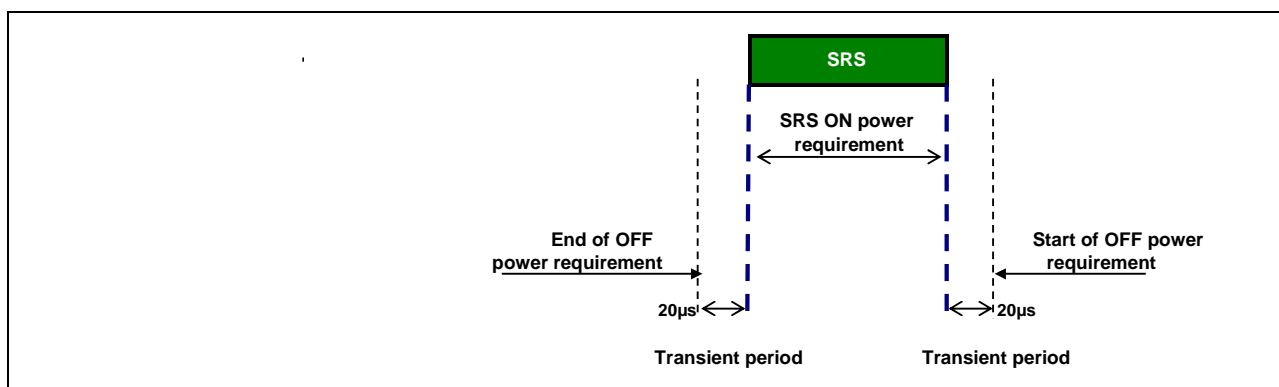 SRS
SRS ON power
requirement
End of OFF
power requirement
Start of OFF power
requirement
20µs
20µs
Transient period
Transient period